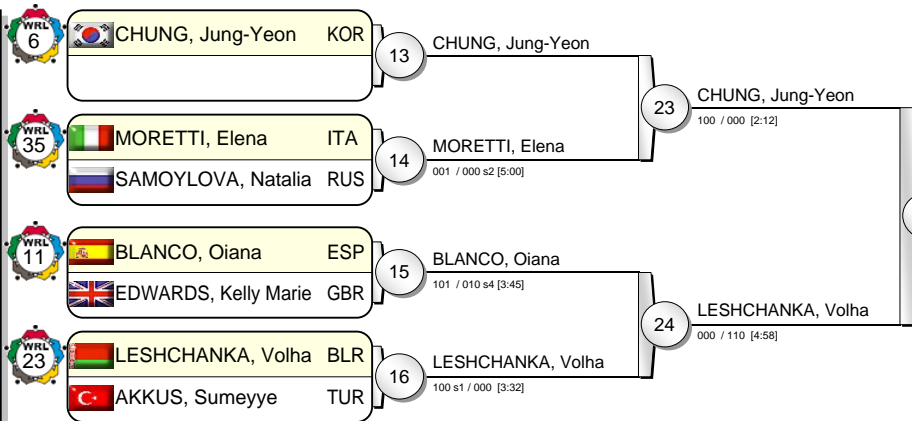 WRL
6
CHUNG, Jung-Yeon KOR
13
CHUNG, Jung-Yeon
WRL
35
MORETTI, Elena ITA
SAMOYLOVA, Natalia RUS
14
MORETTI, Elena
001 / 000 s2 [5:00]
23
CHUNG, Jung-Yeon
100 / 000 [2:12]
WRL
11
BLANCO, Oiana ESP
EDWARDS, Kelly Marie GBR
15
BLANCO, Oiana
101 / 010 s4 [3:45]
WRL
23
LESHCHANKA, Volha BLR
AKKUS, Sumeyye TUR
16
LESHCHANKA, Volha
100 s1 / 000 [3:32]
24
LESHCHANKA, Volha
000 / 110 [4:58]